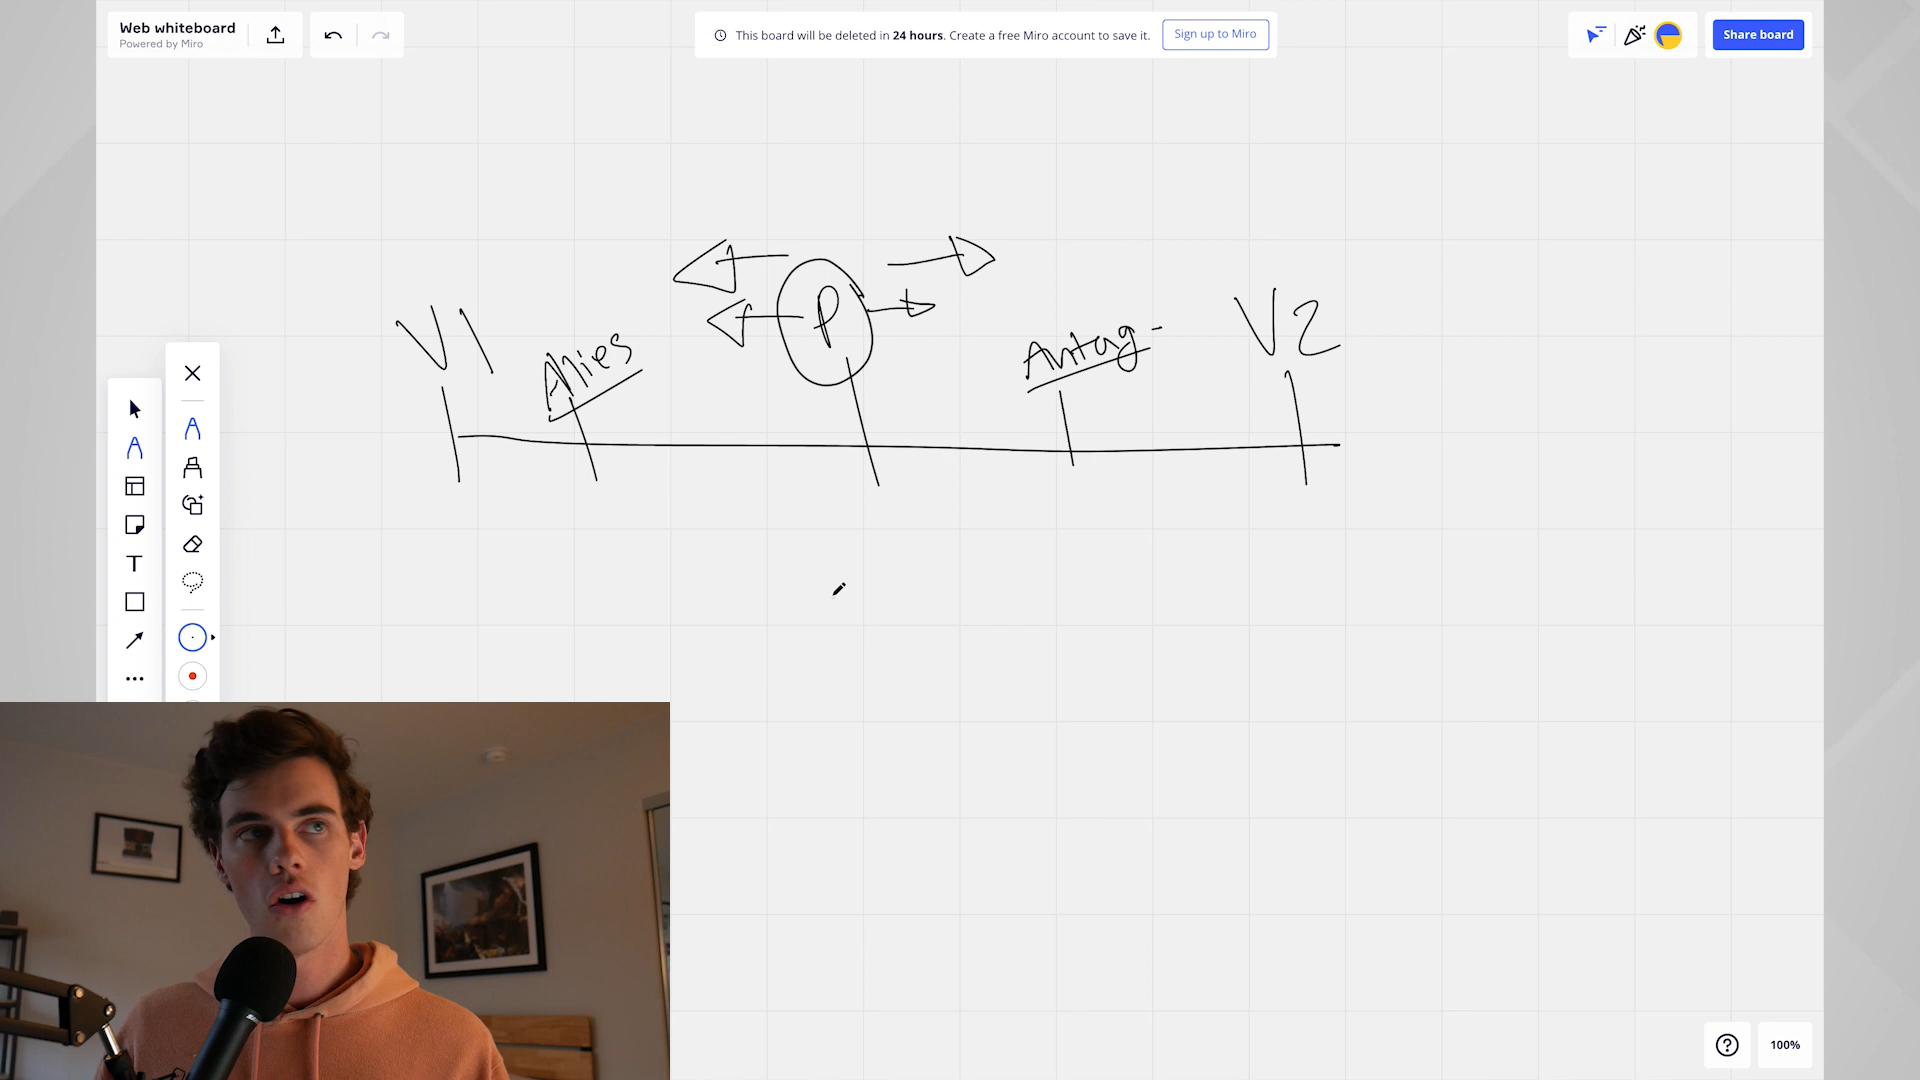 Web whiteboard
Powered by Miro
This board will be deleted in 24 hours. Create a free Miro account to save it.
Sign up to Miro
Share board
V1
Allies
P
Antag-
V2
T
100%